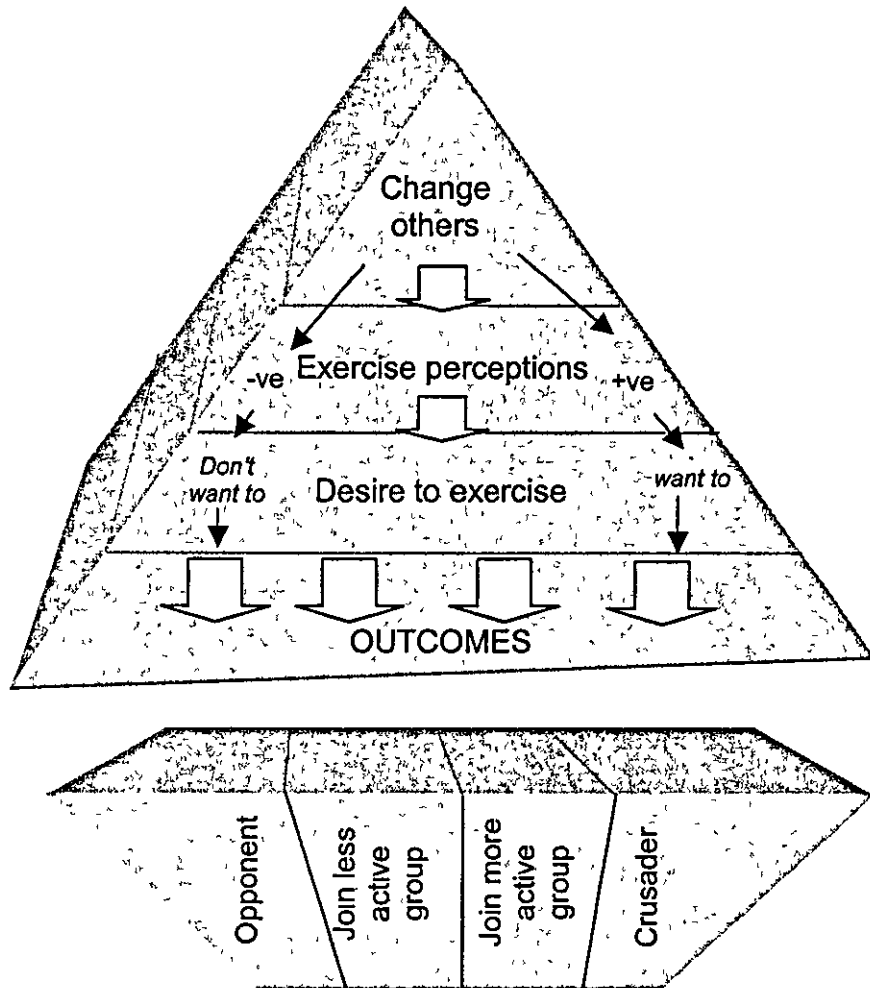 Change
others
Exercise perceptions
-ve
+ve
Don't
want to
Desire to exercise
want to
OUTCOMES
Opponent
Join less
active
group
Join more
active
group
Crusader